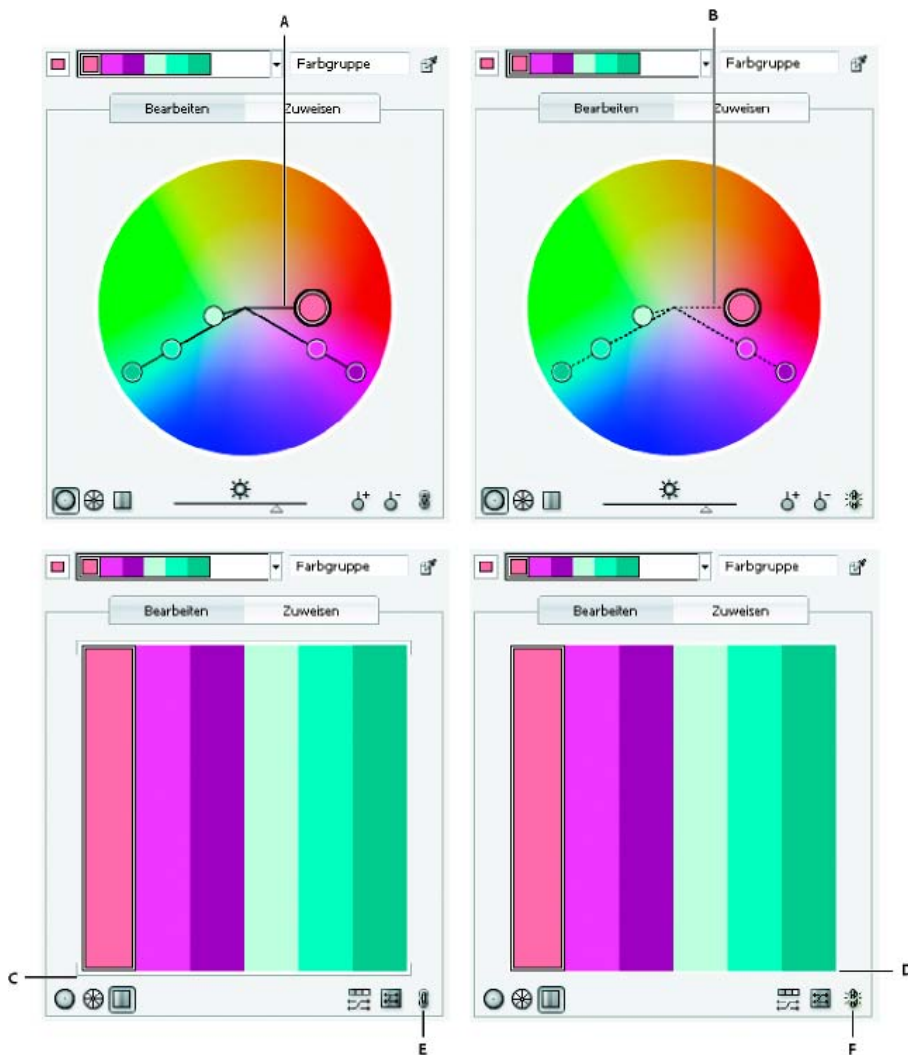 A
B
Farbgruppe
Farbgruppe
Bearbeiten Zuweisen
Bearbeiten Zuweisen
Farbgruppe
Farbgruppe
Bearbeiten Zuweisen
Bearbeiten Zuweisen
C
D
E
F